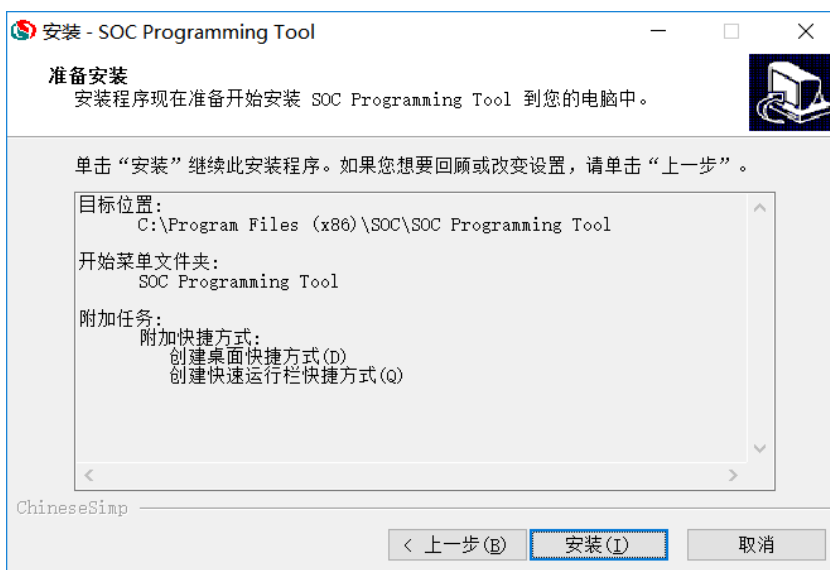 安装 - SOC Programming Tool
准备安装
安装程序现在准备开始安装 SOC Programming Tool 到您的电脑中。
单击“安装”继续此安装程序。如果您想要回顾或改变设置，请单击“上一步”。
目标位置:
C:\Program Files (x86)\SOC\SOC Programming Tool
开始菜单文件夹:
SOC Programming Tool
附加任务:
附加快捷方式:
创建桌面快捷方式(D)
创建快速运行栏快捷方式(Q)
ChineseSimp
< 上一步(B) 安装(I) 取消